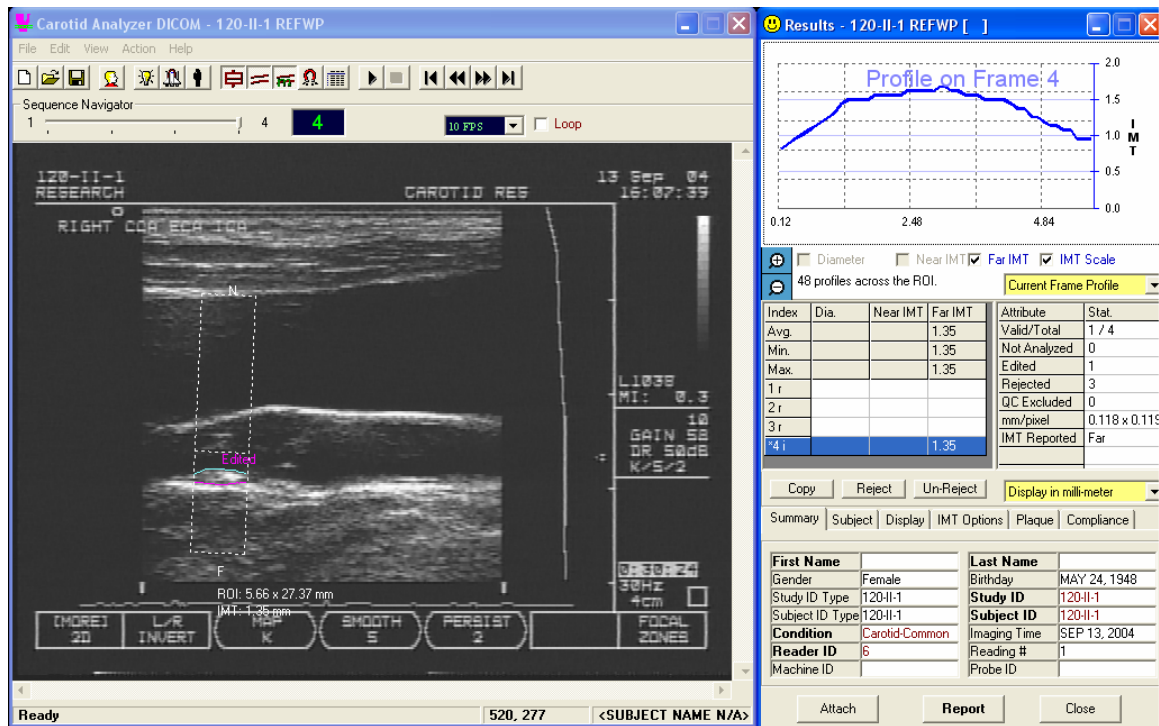 Carotid Analyzer DICOM - 120-II-1 REFWP
File Edit View Action Help
Sequence Navigator
1 4 4 10 FPS Loop
120-II-1 13 Sep 04
RESEARCH CAROTID RES 16:07:39
RIGHT CCA ECA ICA
N
L1038
MI: 0.3
10
GAIN 58
DR 50dB
K/S/2
Edited
F
ROI: 5.66 x 27.37 mm
IMT: 1.35 mm
0:30:24
30Hz
4cm
[MORE] L/R MAP SMOOTH PERSIST FOCAL
2D INVERT K 5 2 ZONES
Ready 520, 277 <SUBJECT NAME N/A>
Results - 120-II-1 REFWP [ ]
Profile on Frame 4
2.0
1.5
1.0
0.5
0.0
IMT
0.12 2.48 4.84
Diameter Near IMT Far IMT IMT Scale
48 profiles across the ROI. Current Frame Profile
Index Dia. Near IMT Far IMT Attribute Stat.
Avg. 1.35 Valid/Total 1 / 4
Min. 1.35 Not Analyzed 0
Max. 1.35 Edited 1
1 r Rejected 3
2 r QC Excluded 0
3 r mm/pixel 0.118 x 0.119
*4 i 1.35 IMT Reported Far
Copy Reject Un-Reject Display in milli-meter
Summary Subject Display IMT Options Plaque Compliance
First Name Last Name
Gender Female Birthday MAY 24, 1948
Study ID Type 120-II-1 Study ID 120-II-1
Subject ID Type 120-II-1 Subject ID 120-II-1
Condition Carotid-Common Imaging Time SEP 13, 2004
Reader ID 6 Reading # 1
Machine ID Probe ID
Attach Report Close